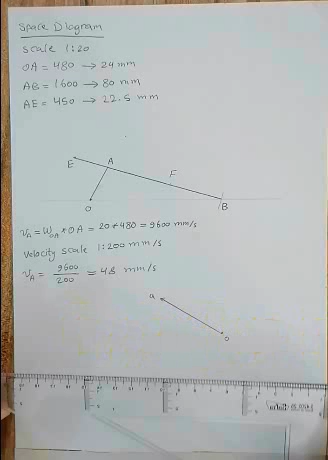 Space Diagram
Scale 1:20
OA = 480 → 24 mm
AB = 1600 → 80 mm
AE = 450 → 22.5 mm
E A
F
O B
VA = WOA * OA = 20*480 = 9600 mm/s
Velocity scale 1:200 mm/s
VA = 9600/200 = 48 mm/s
a
o